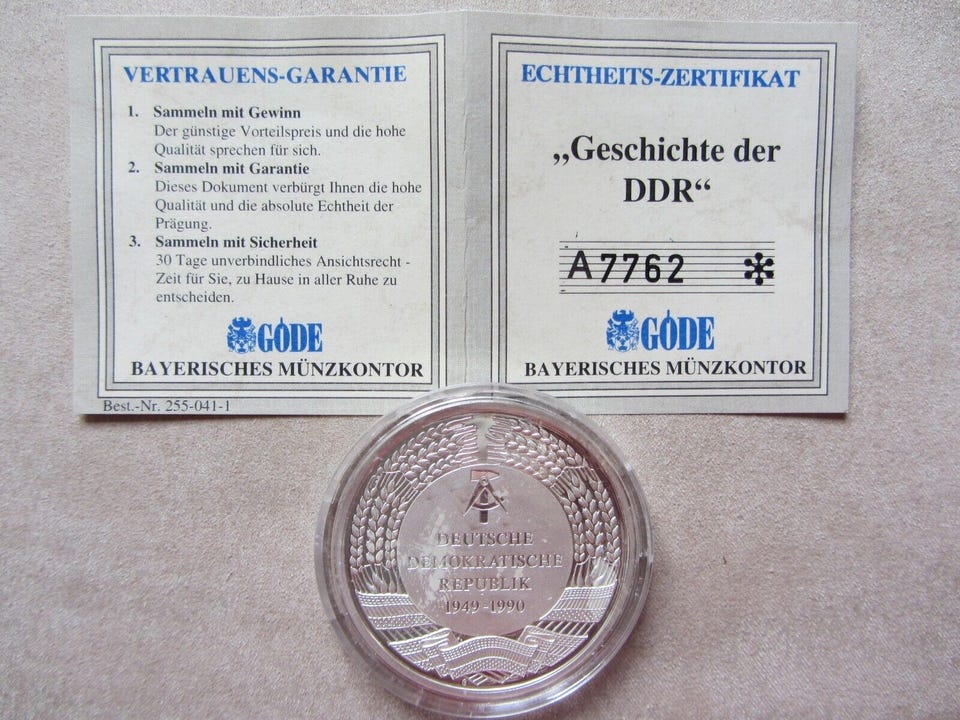 VERTRAUENS-GARANTIE
1. Sammeln mit Gewinn
Der günstige Vorteilspreis und die hohe
Qualität sprechen für sich.
2. Sammeln mit Garantie
Dieses Dokument verbürgt Ihnen die hohe
Qualität und die absolute Echtheit der
Prägung.
3. Sammeln mit Sicherheit
30 Tage unverbindliches Ansichtsrecht -
Zeit für Sie, zu Hause in aller Ruhe zu
entscheiden.
GÖDE
BAYERISCHES MÜNZKONTOR
Best.-Nr. 255-041-1
ECHTHEITS-ZERTIFIKAT
„Geschichte der
DDR“
A7762 *
GÖDE
BAYERISCHES MÜNZKONTOR
DEUTSCHE
DEMOKRATISCHE
REPUBLIK
1949-1990